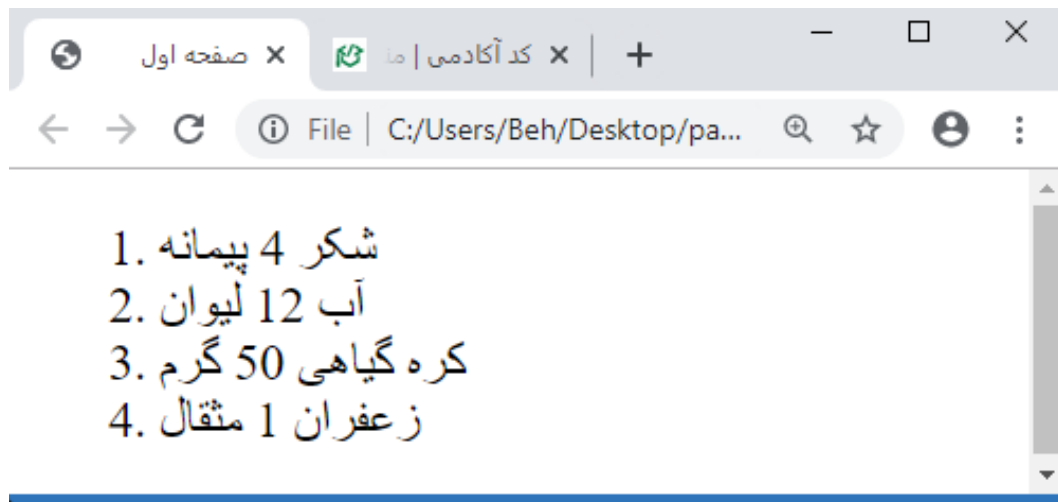 صفحه اول
کد آکادمی | من
File | C:/Users/Beh/Desktop/pa...
1. شکر 4 پیمانه
2. آب 12 لیوان
3. کره گیاهی 50 گرم
4. زعفران 1 مثقال